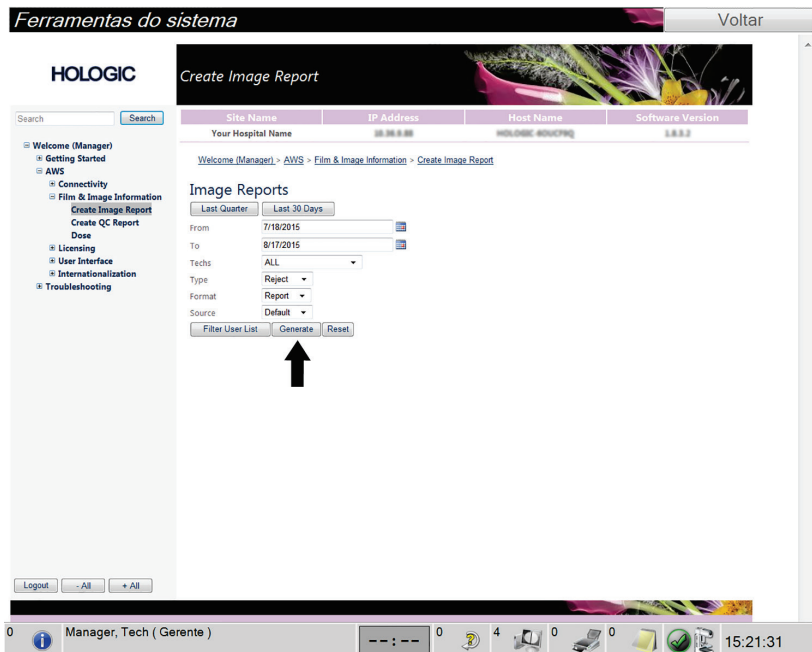 Ferramentas do sistema
Voltar
HOLOGIC
Create Image Report
Search
Search
Site Name
IP Address
Host Name
Software Version
Your Hospital Name
1.8.3.2
Welcome (Manager) > AWS > Film & Image Information > Create Image Report
Welcome (Manager)
Getting Started
AWS
Connectivity
Film & Image Information
Create Image Report
Create QC Report
Dose
Licensing
User Interface
Internationalization
Troubleshooting
Image Reports
Last Quarter
Last 30 Days
From
7/18/2015
To
8/17/2015
Techs
ALL
Type
Reject
Format
Report
Source
Default
Filter User List
Generate
Reset
Logout
- All
+ All
0
Manager, Tech ( Gerente )
--:--
0
4
0
0
15:21:31